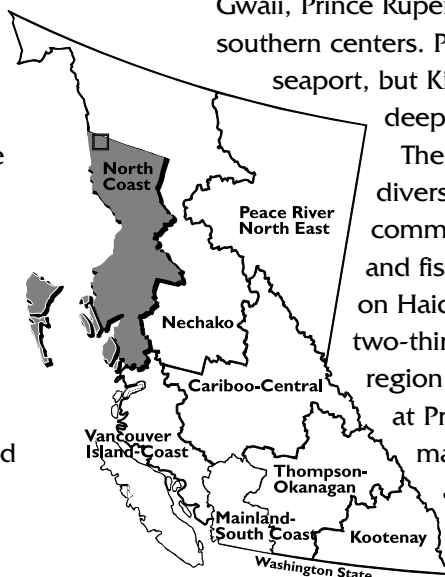 Gwaii, Prince Ruper
southern centers. P
seaport, but Ki
deep
The
divers
comm
and fis
on Haid
two-thir
region
at Pr
ma
e
d
North
Coast
Peace River
North East
Nechako
Cariboo-Central
Vancouver
Island-Coast
Thompson-
Okanagan
Mainland-
South Coast
Kootenay
Washington State